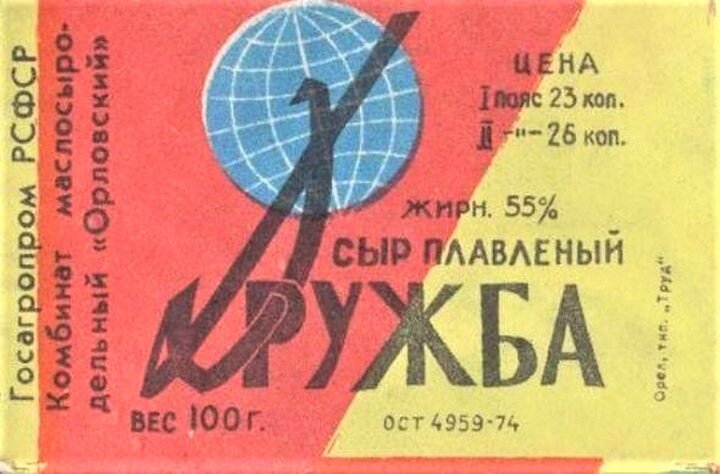 Госагропром РСФСР
Комбинат маслосыро-
дельный «Орловский»
ЦЕНА
I пояс 23 коп.
II -"- 26 коп.
ЖИРН. 55%
СЫР ПЛАВЛЕНЫЙ
ДРУЖБА
ВЕС 100 г.
ОСТ 4959-74
Орел, тип. „Труд"